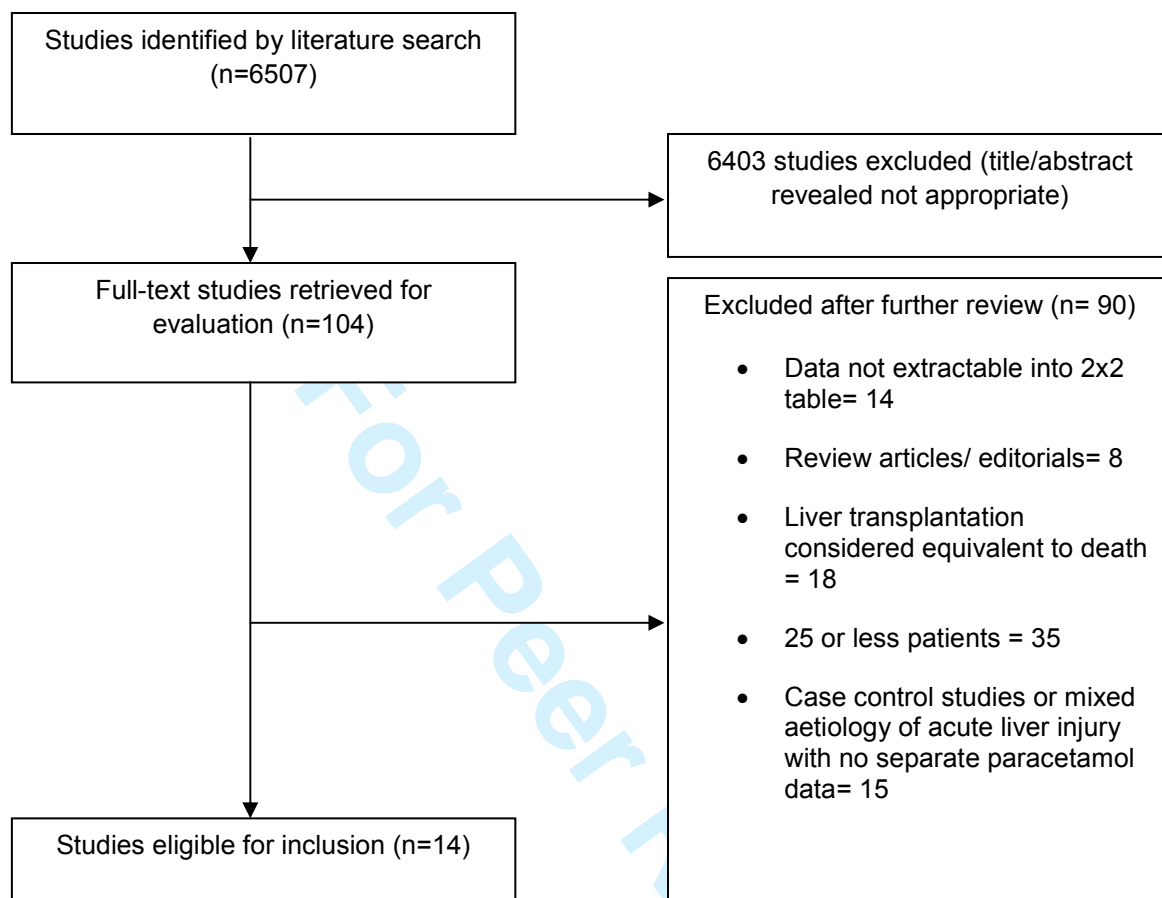 Studies identified by literature search
(n=6507)
6403 studies excluded (title/abstract
revealed not appropriate)
Full-text studies retrieved for
evaluation (n=104)
Excluded after further review (n= 90)
• Data not extractable into 2x2
table= 14
• Review articles/ editorials= 8
• Liver transplantation
considered equivalent to death
= 18
• 25 or less patients = 35
• Case control studies or mixed
aetiology of acute liver injury
with no separate paracetamol
data= 15
Studies eligible for inclusion (n=14)
For Peer